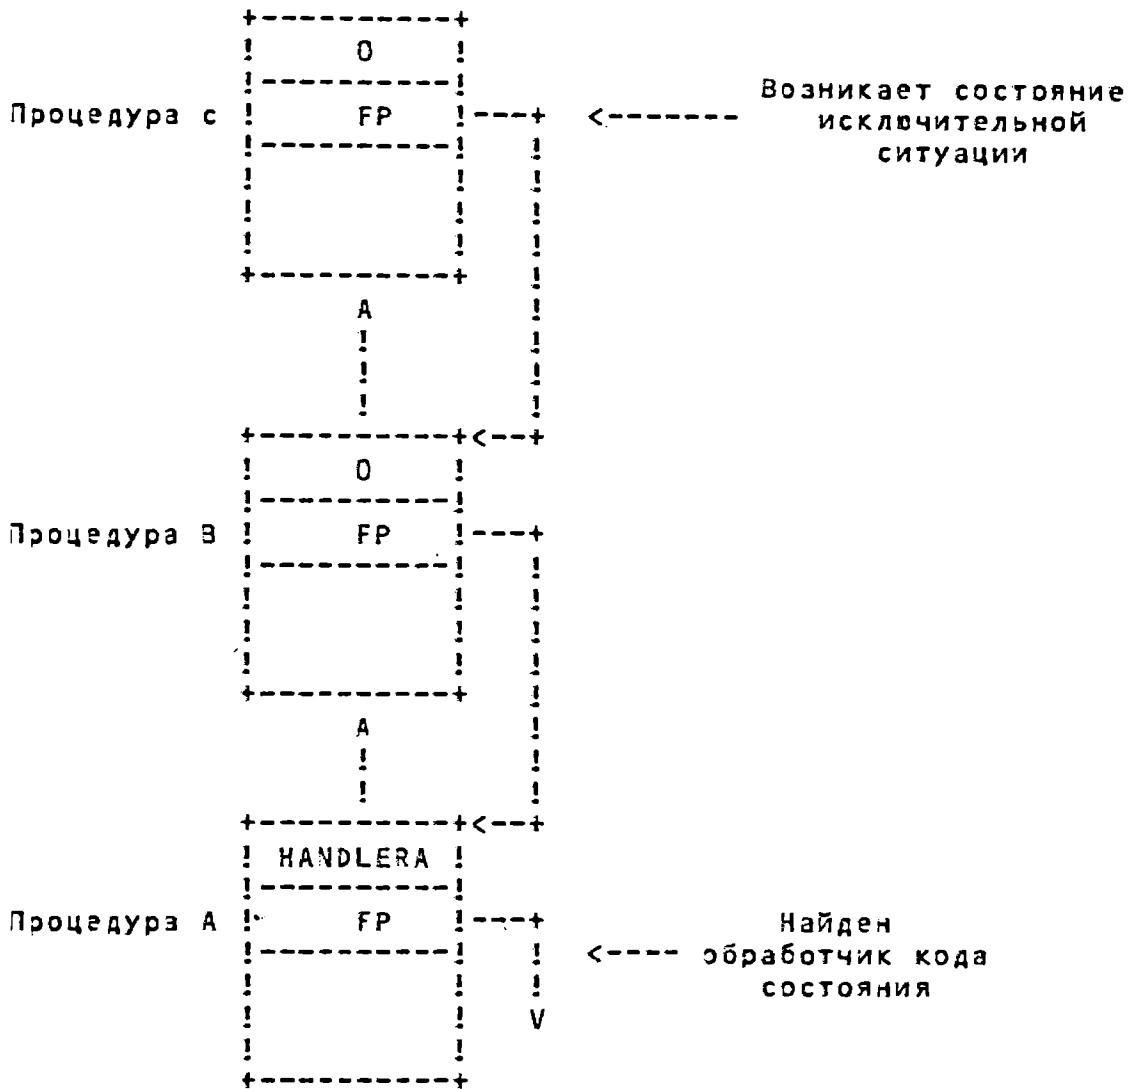 0
Процедура с FP Возникает состояние
исключительной
ситуации
A
0
Процедура B FP
A
HANDLERA
Процедура A FP Найден
обработчик кода
состояния
V